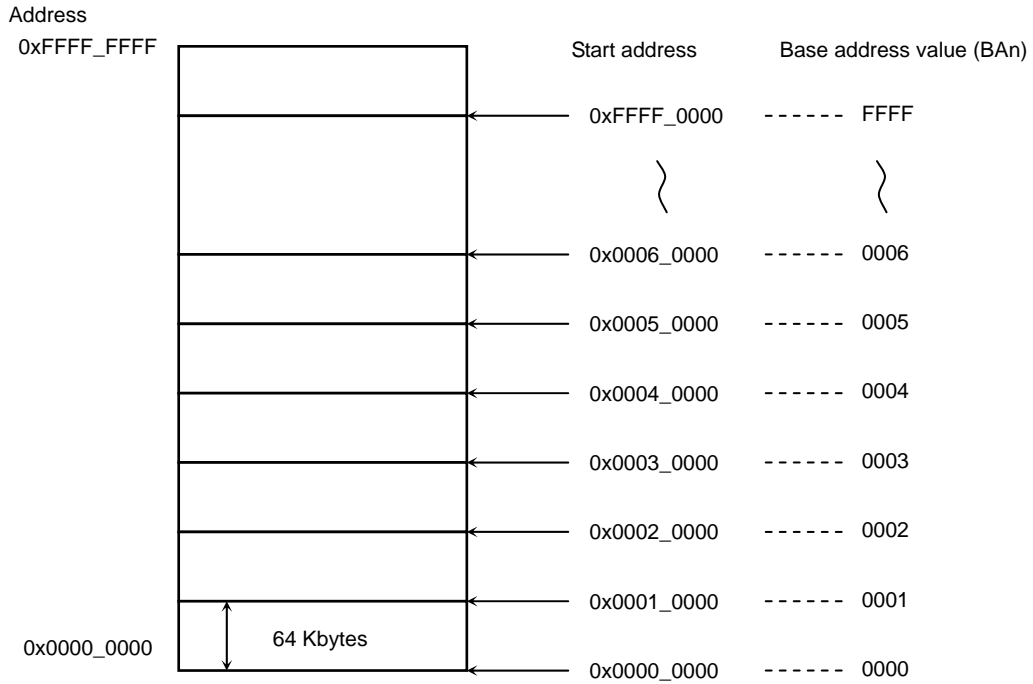 Address
0xFFFF_FFFF
Start address Base address value (BAn)
0xFFFF_0000 ------ FFFF
0x0006_0000 ------ 0006
0x0005_0000 ------ 0005
0x0004_0000 ------ 0004
0x0003_0000 ------ 0003
0x0002_0000 ------ 0002
0x0001_0000 ------ 0001
64 Kbytes
0x0000_0000
0x0000_0000 ------ 0000